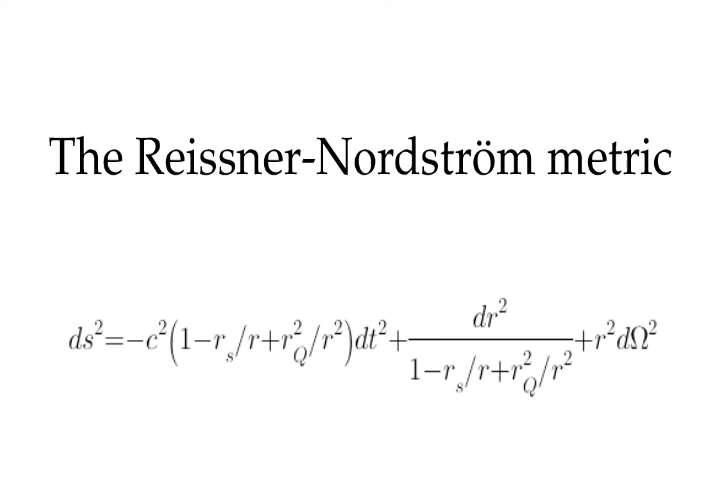 The Reissner-Nordström metric
ds²=−c²(1−r_s/r+r_Q²/r²)dt²+dr²/(1−r_s/r+r_Q²/r²)+r²dΩ²